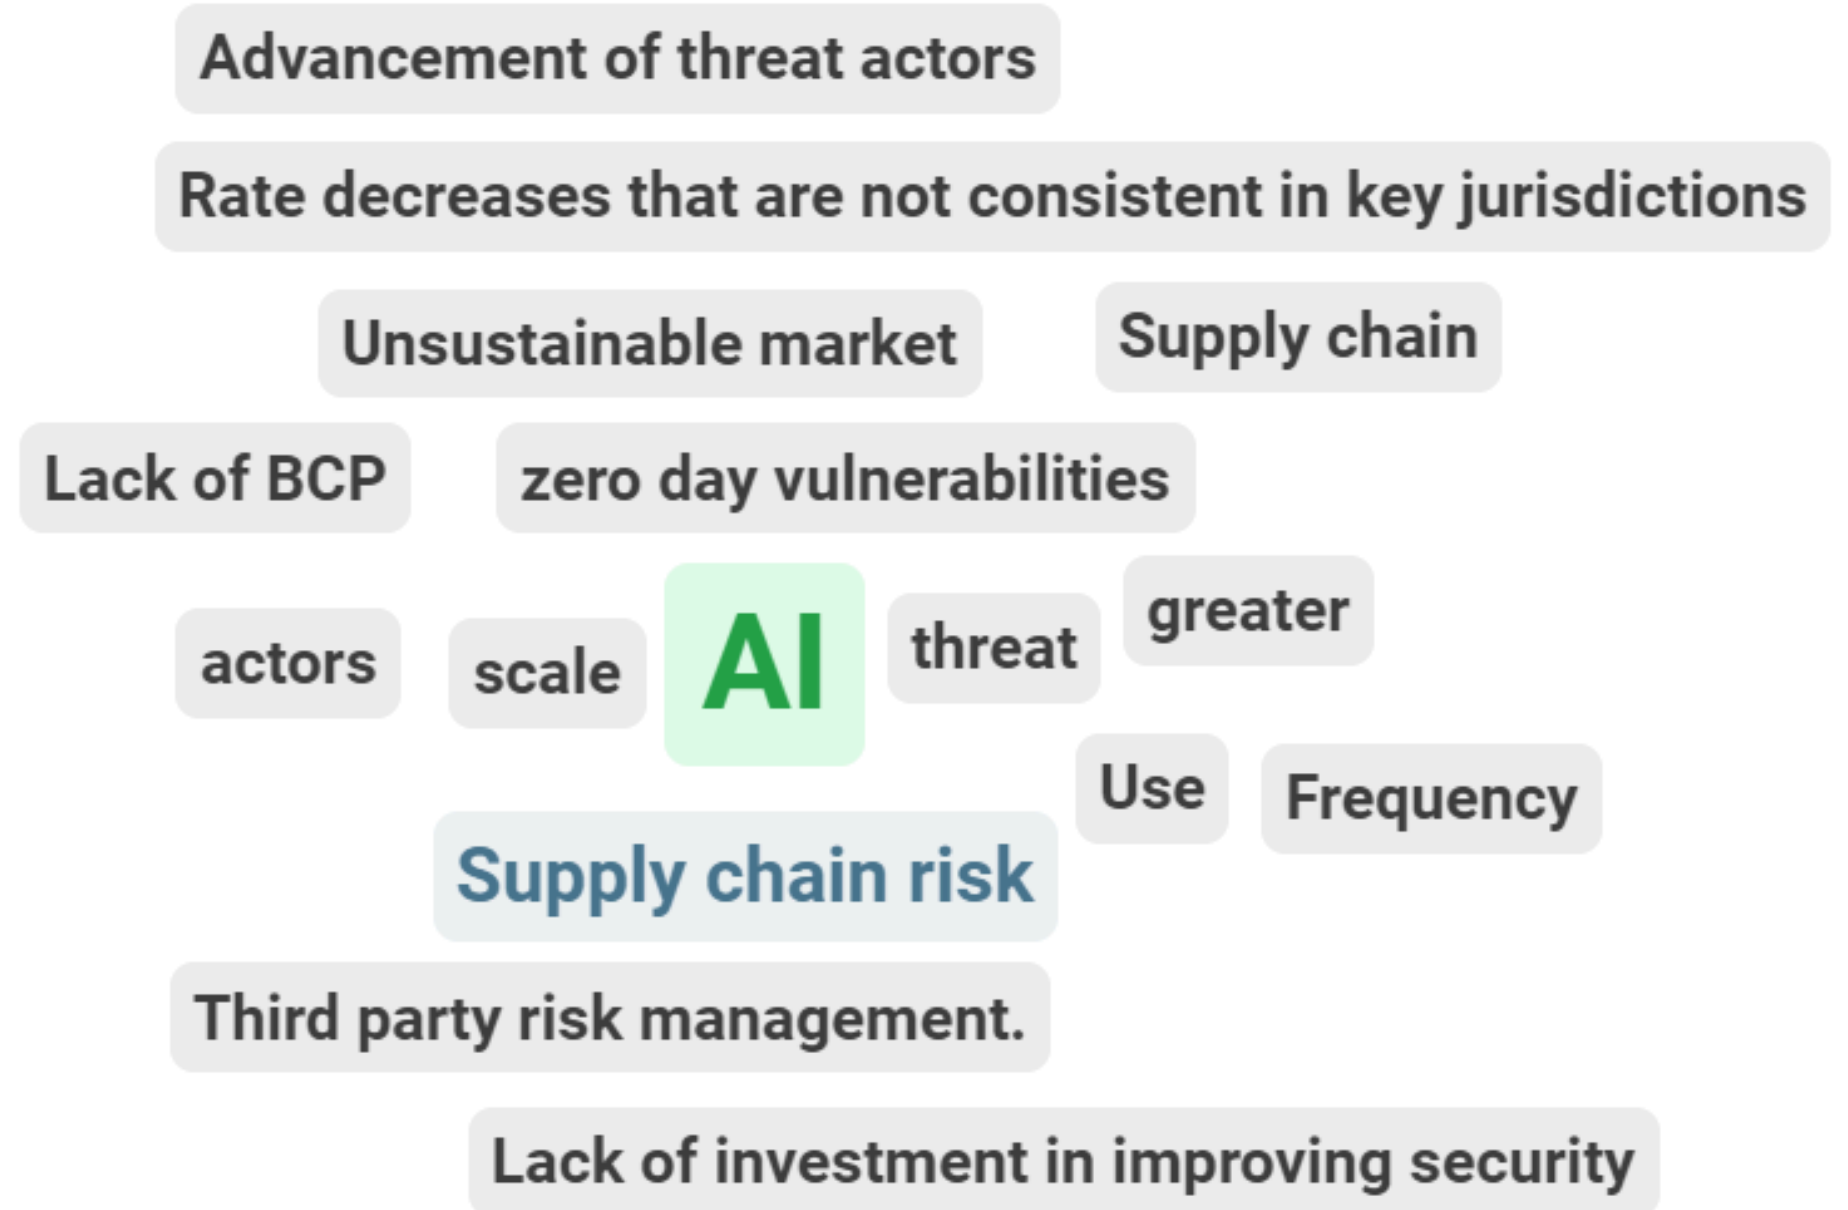 Advancement of threat actors
Rate decreases that are not consistent in key jurisdictions
Unsustainable market
Supply chain
Lack of BCP
zero day vulnerabilities
actors
scale
AI
threat
greater
Use
Frequency
Supply chain risk
Third party risk management.
Lack of investment in improving security